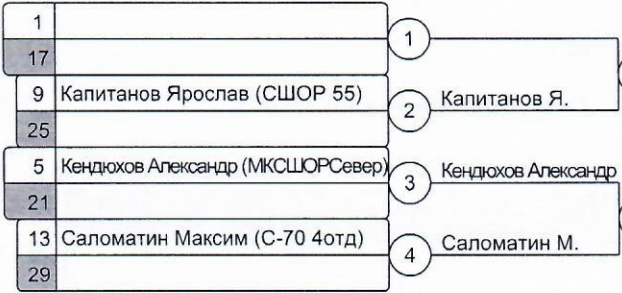 1
17
1
9 Капитанов Ярослав (СШОР 55)
25
2 Капитанов Я.
5 Кендюхов Александр (МКСШОРСевер)
21
3 Кендюхов Александр
13 Саломатин Максим (С-70 4отд)
29
4 Саломатин М.